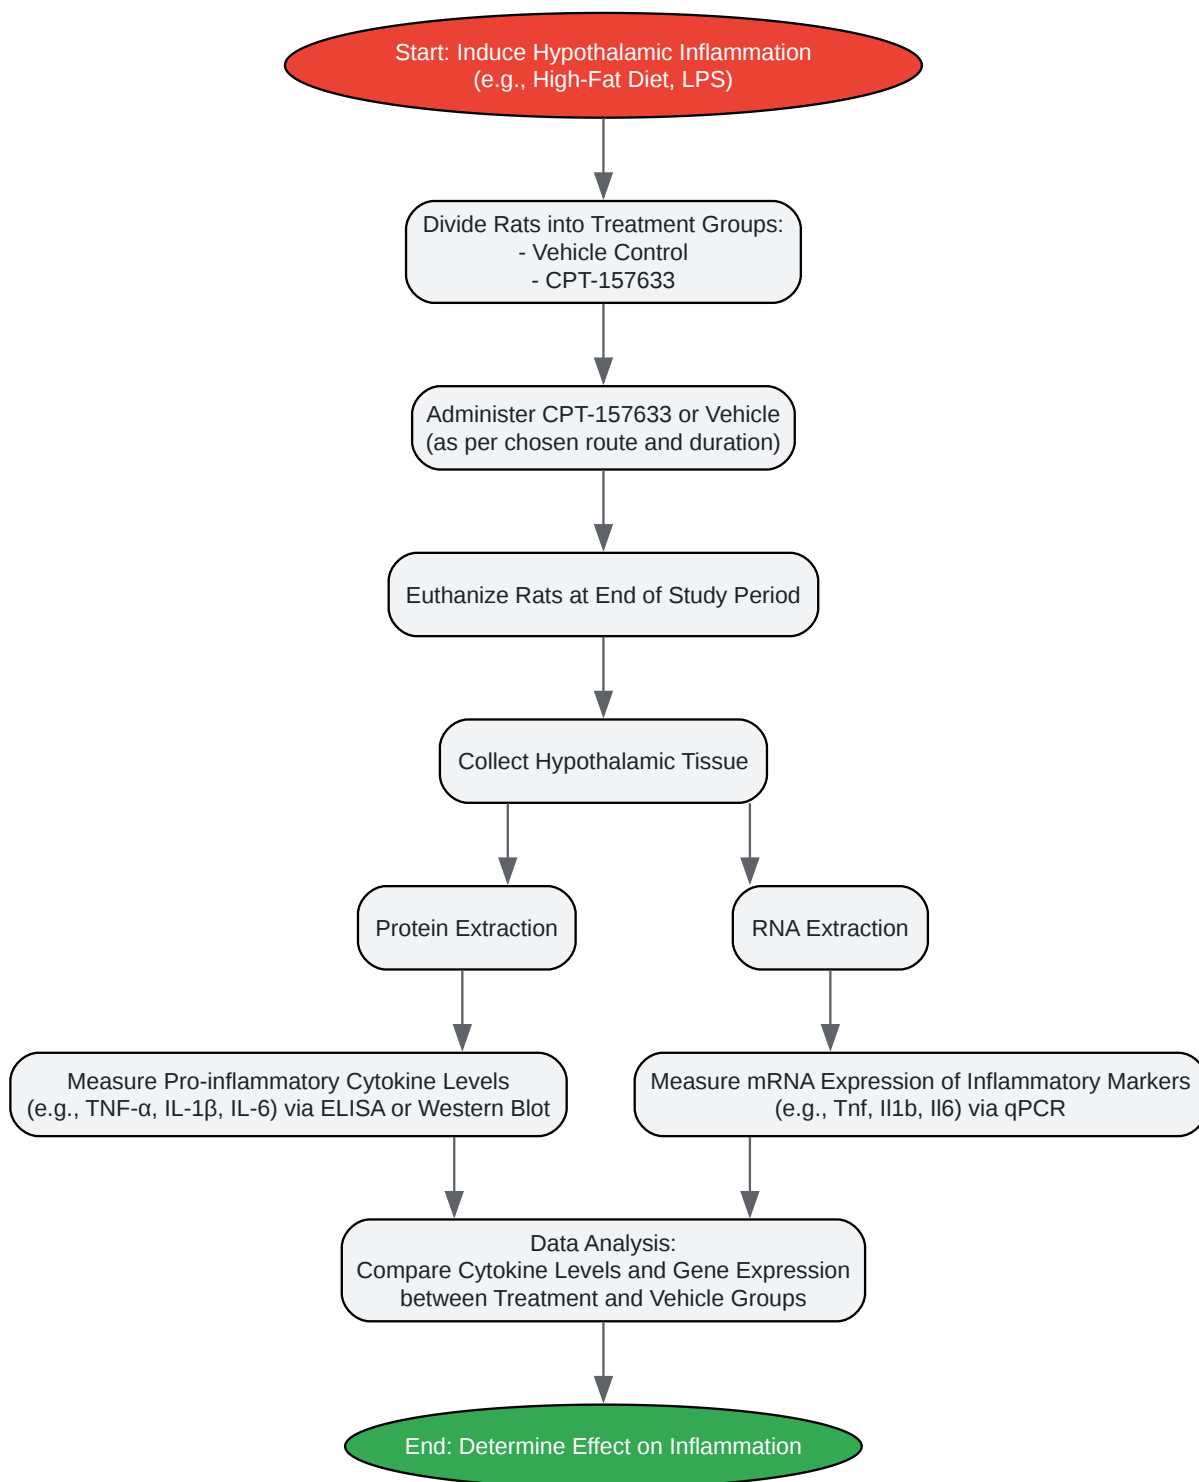 Start: Induce Hypothalamic Inflammation
(e.g., High-Fat Diet, LPS)
Divide Rats into Treatment Groups:
- Vehicle Control
- CPT-157633
Administer CPT-157633 or Vehicle
(as per chosen route and duration)
Euthanize Rats at End of Study Period
Collect Hypothalamic Tissue
Protein Extraction
RNA Extraction
Measure Pro-inflammatory Cytokine Levels
(e.g., TNF-α, IL-1β, IL-6) via ELISA or Western Blot
Measure mRNA Expression of Inflammatory Markers
(e.g., Tnf, Il1b, Il6) via qPCR
Data Analysis:
Compare Cytokine Levels and Gene Expression
between Treatment and Vehicle Groups
End: Determine Effect on Inflammation